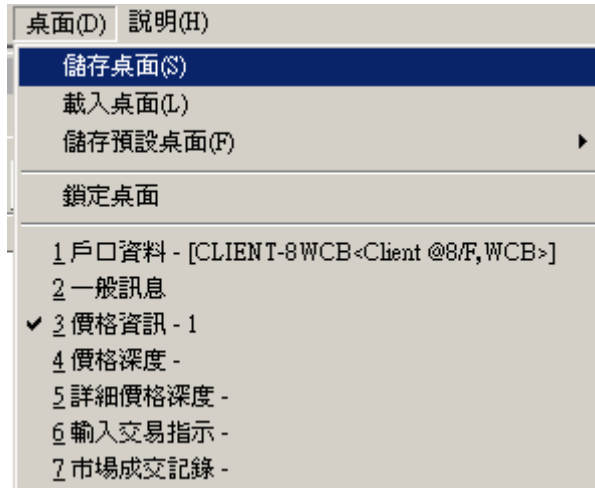 桌面(D) 說明(H)
儲存桌面(S)
載入桌面(L)
儲存預設桌面(F)
鎖定桌面
1 戶口資料 - [CLIENT-8WCB<Client @8/F,WCB>]
2 一般訊息
3 價格資訊 - 1
4 價格深度 -
5 詳細價格深度 -
6 輸入交易指示 -
7 市場成交記錄 -